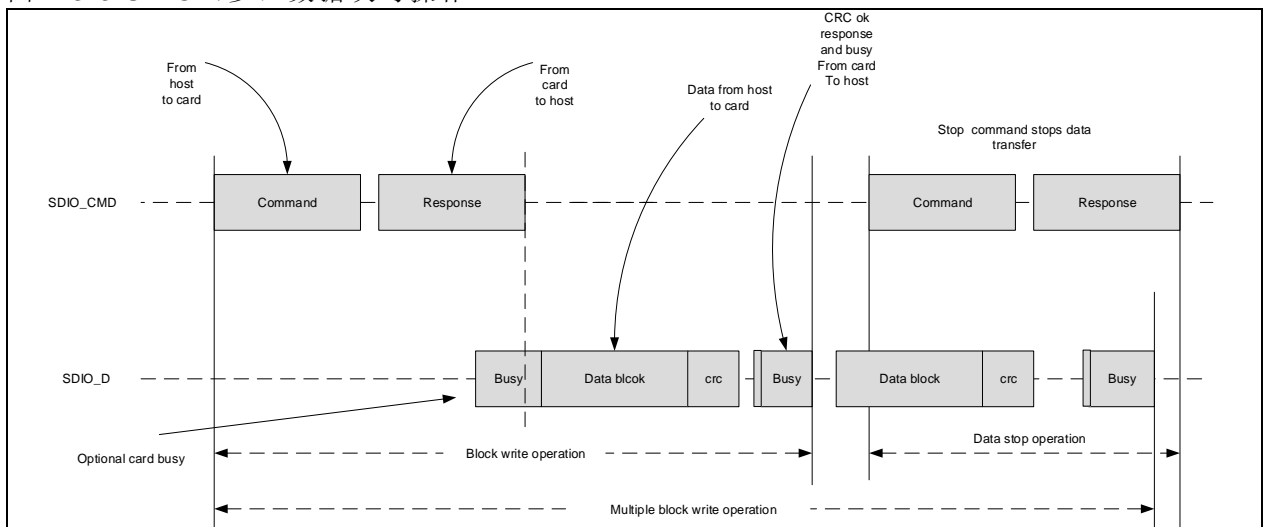 CRC ok
response
and busy
From card
To host
From
host
to card
From
card
to host
Data from host
to card
Stop command stops data
transfer
SDIO_CMD
Command
Response
Command
Response
SDIO_D
Busy
Data blcok
crc
Busy
Data block
crc
Busy
Optional card busy
Block write operation
Data stop operation
Multiple block write operation